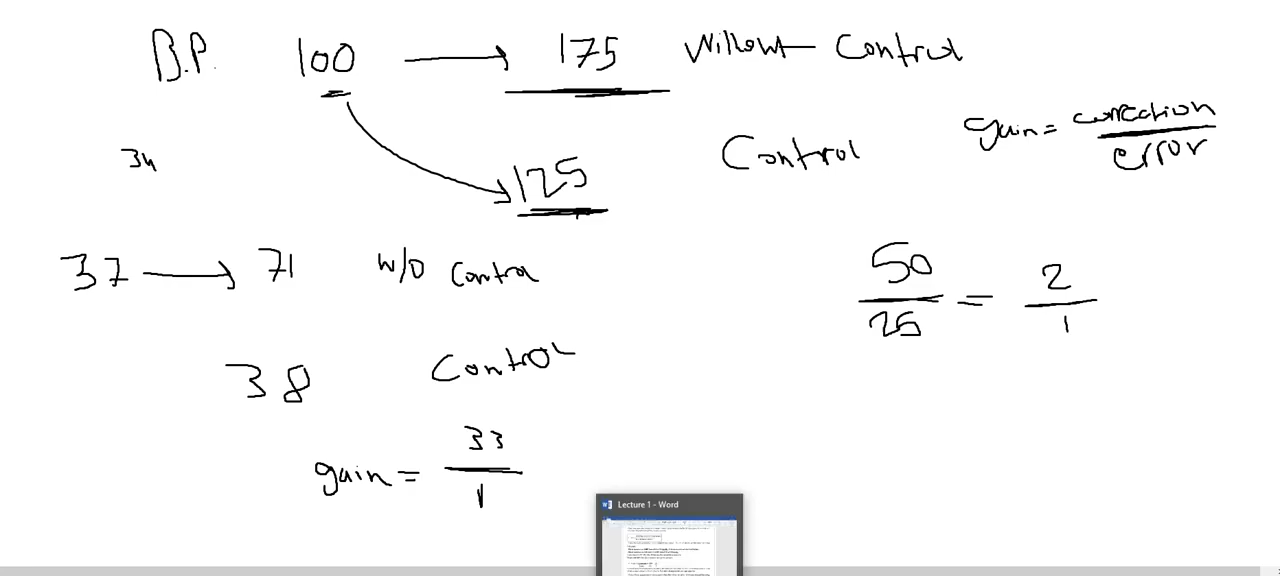 B.P. 100 → 175 Without Control
gain = correction / error
34
125 Control
37 → 71 w/o Control
50 / 25 = 2 / 1
38 Control
gain = 33 / 1
Lecture 1 - Word